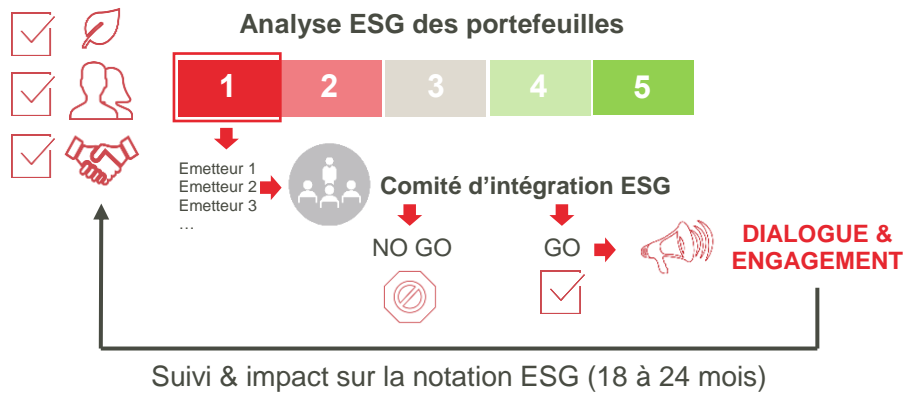 Analyse ESG des portefeuilles
1 2 3 4 5
Emetteur 1
Emetteur 2
Emetteur 3
…
Comité d’intégration ESG
NO GO
GO
DIALOGUE &
ENGAGEMENT
Suivi & impact sur la notation ESG (18 à 24 mois)